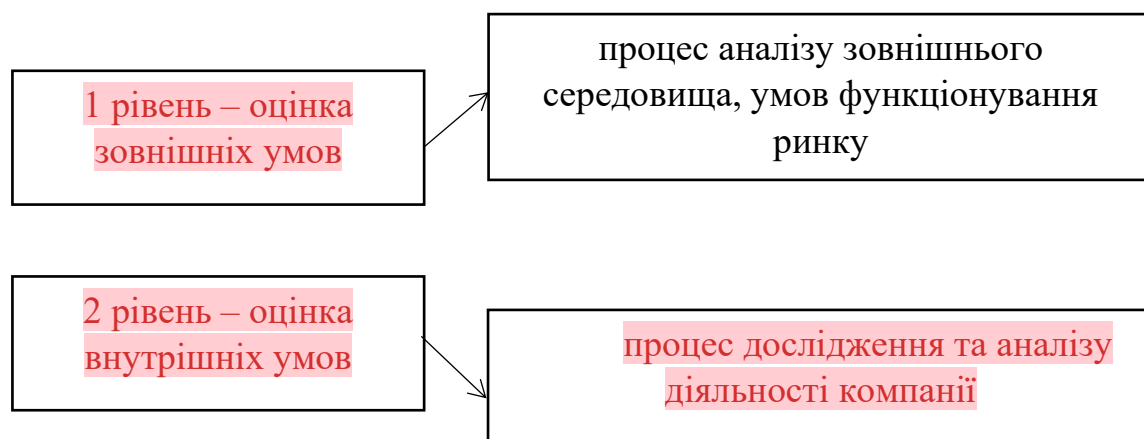 1 рівень – оцінка
зовнішніх умов
процес аналізу зовнішнього
середовища, умов функціонування
ринку
2 рівень – оцінка
внутрішніх умов
процес дослідження та аналізу
діяльності компанії